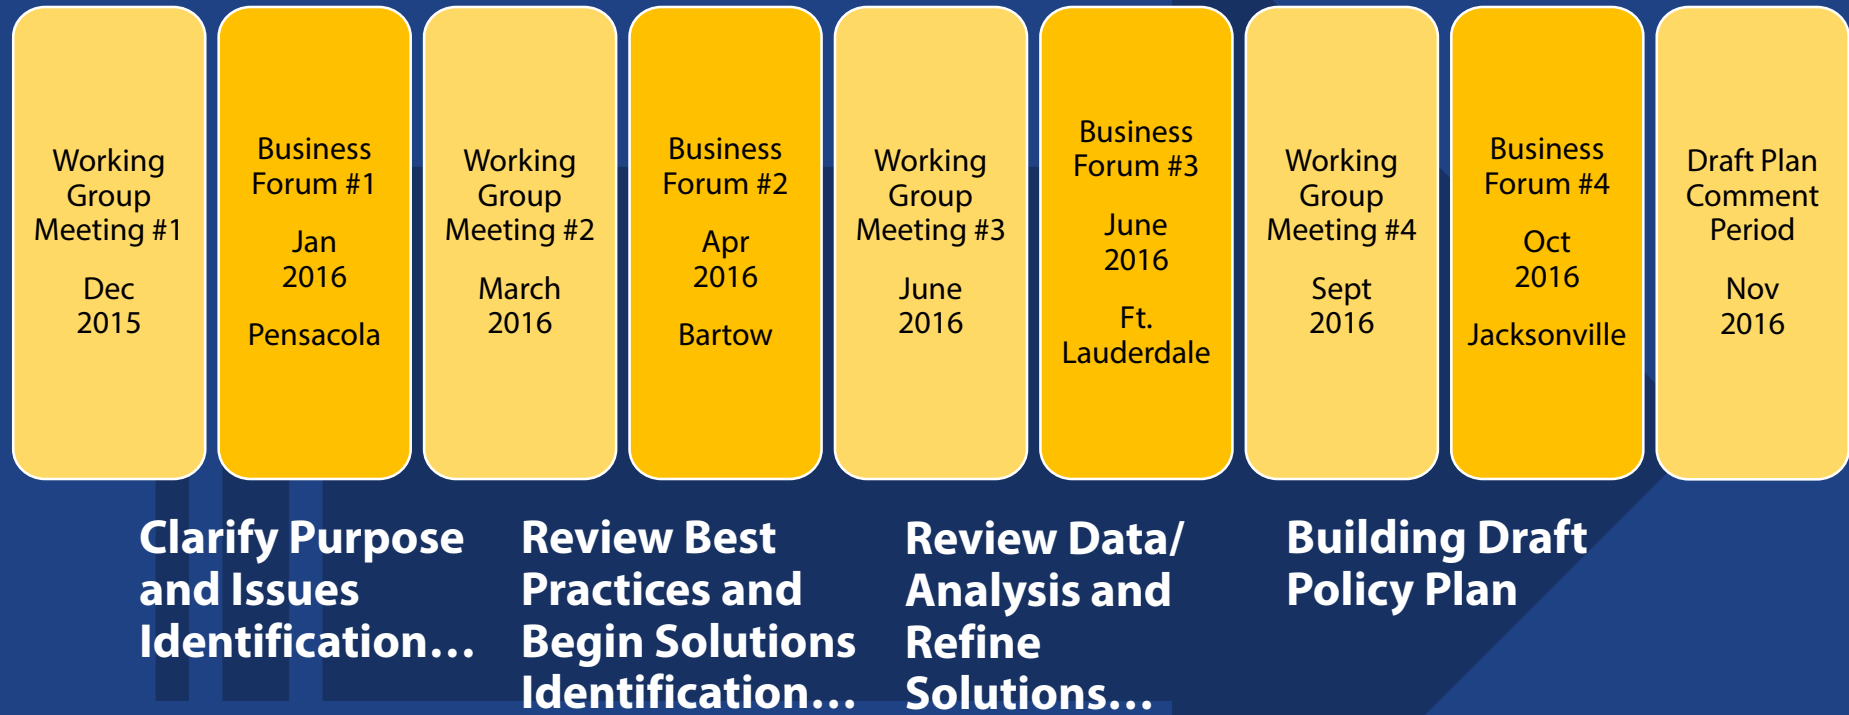 Working
Group
Meeting #1
Dec
2015
Business
Forum #1
Jan
2016
Pensacola
Working
Group
Meeting #2
March
2016
Business
Forum #2
Apr
2016
Bartow
Working
Group
Meeting #3
June
2016
Business
Forum #3
June
2016
Ft.
Lauderdale
Working
Group
Meeting #4
Sept
2016
Business
Forum #4
Oct
2016
Jacksonville
Draft Plan
Comment
Period
Nov
2016
Clarify Purpose
and Issues
Identification…
Review Best
Practices and
Begin Solutions
Identification…
Review Data/
Analysis and
Refine
Solutions…
Building Draft
Policy Plan